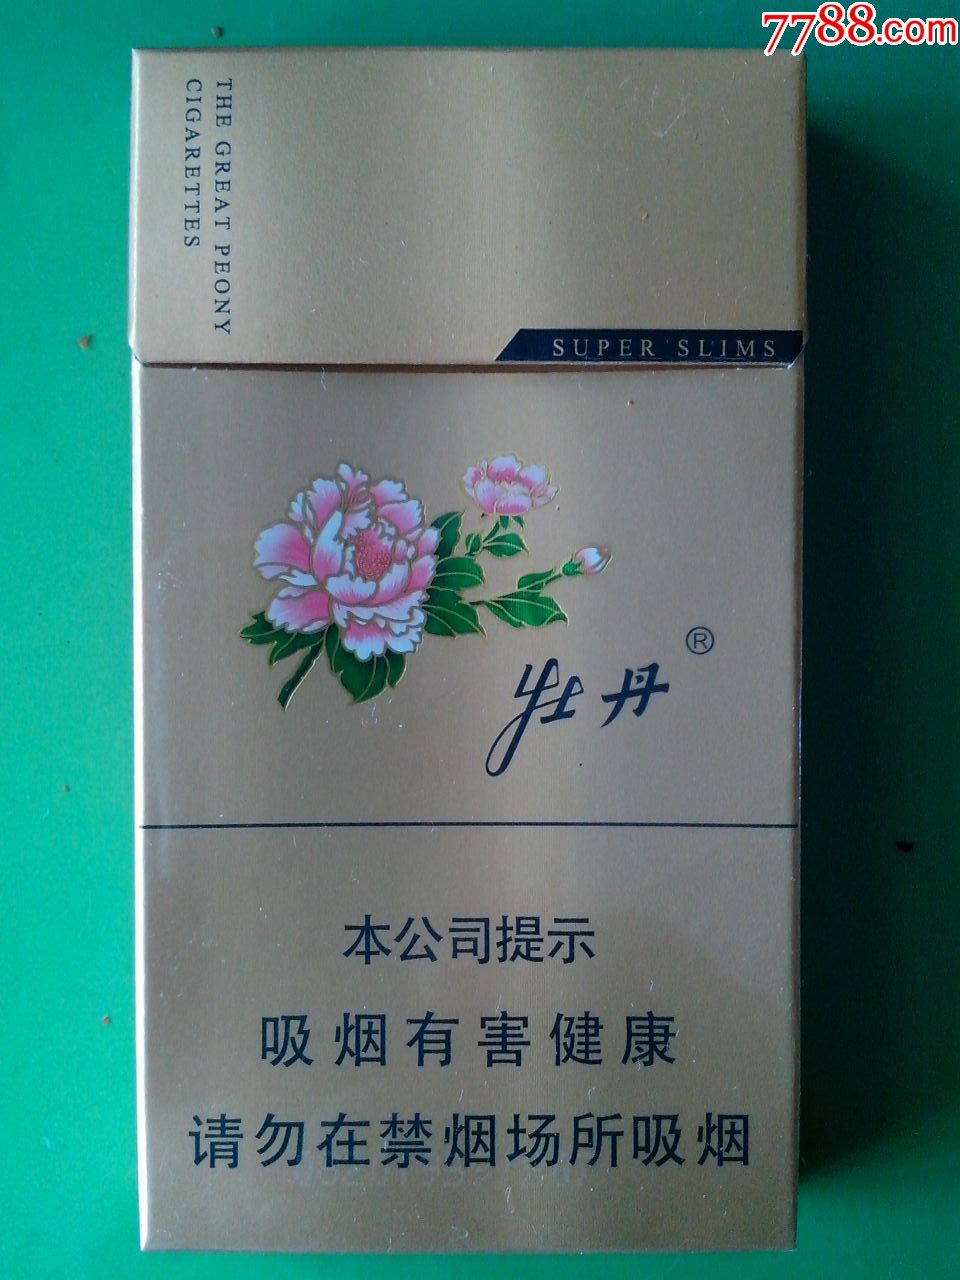 7788.com
THE GREAT PEONY
CIGARETTES
SUPER SLIMS
牡丹®
本公司提示
吸烟有害健康
请勿在禁烟场所吸烟